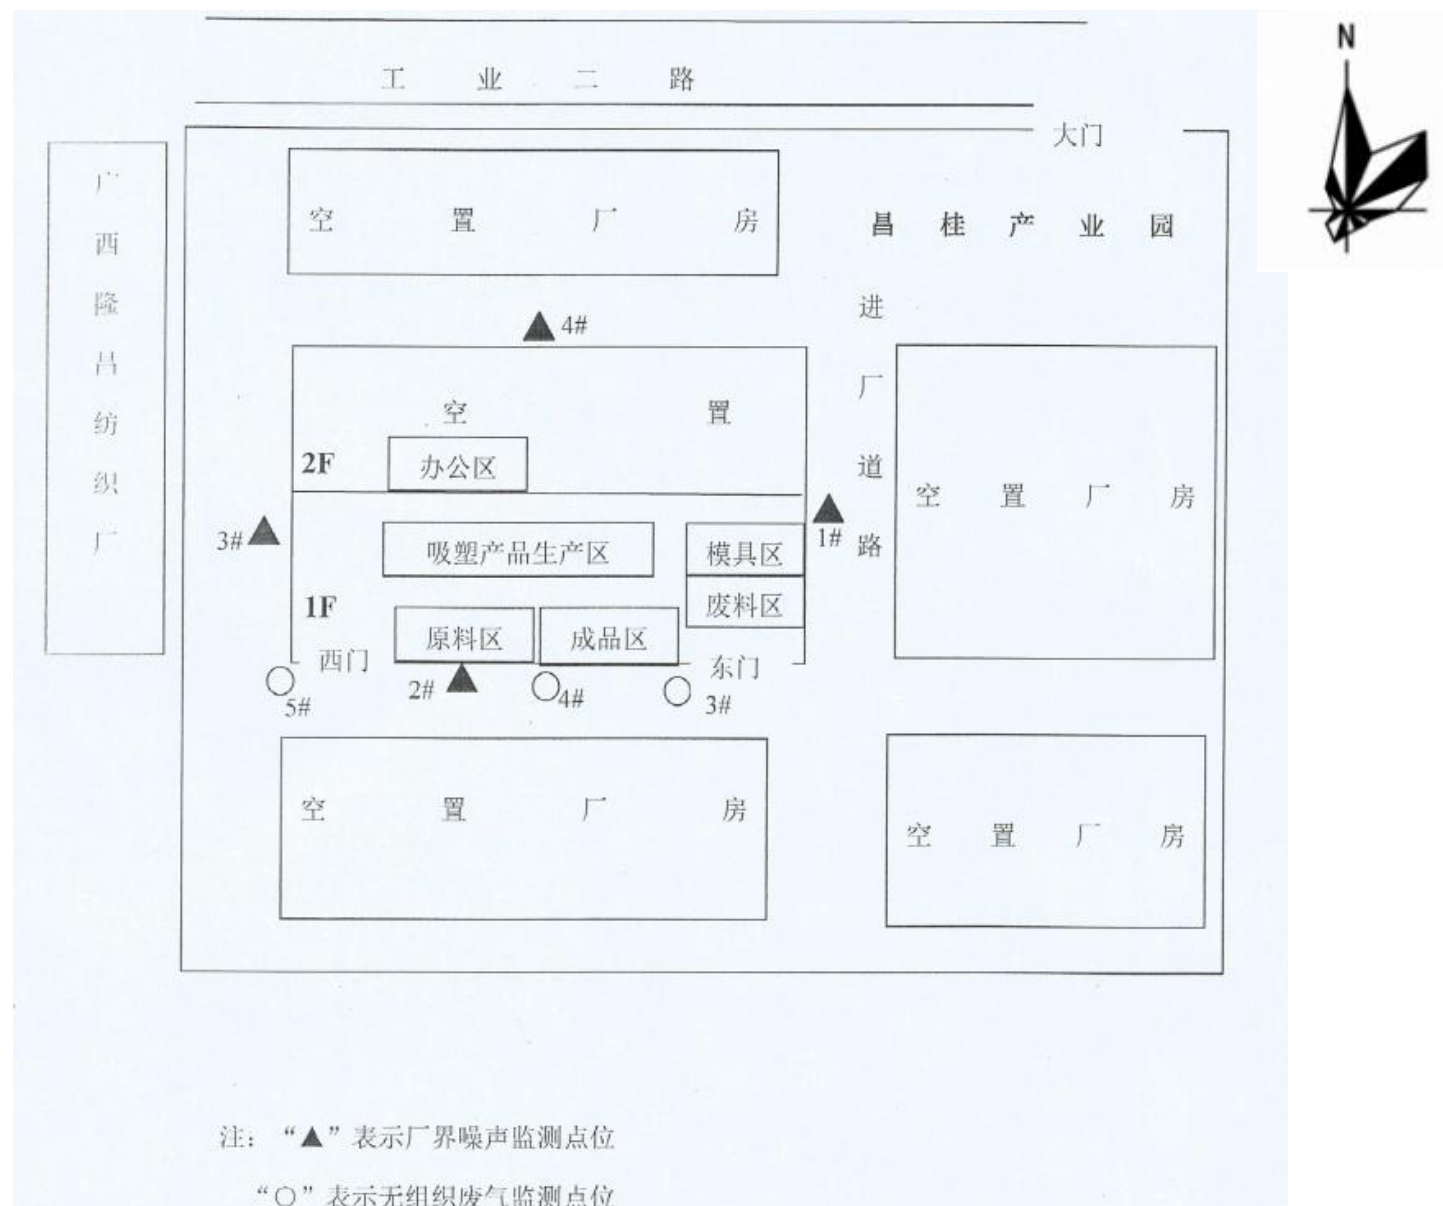 N
工业二路
大门
广西隆昌纺织厂
空置厂房
昌桂产业园
进厂道路
4#
空置
2F
办公区
空置厂房
3#
吸塑产品生产区
模具区
1#
废料区
1F
原料区
成品区
西门
东门
2#
4#
3#
5#
空置厂房
空置厂房
注：“▲”表示厂界噪声监测点位
“○”表示无组织废气监测点位